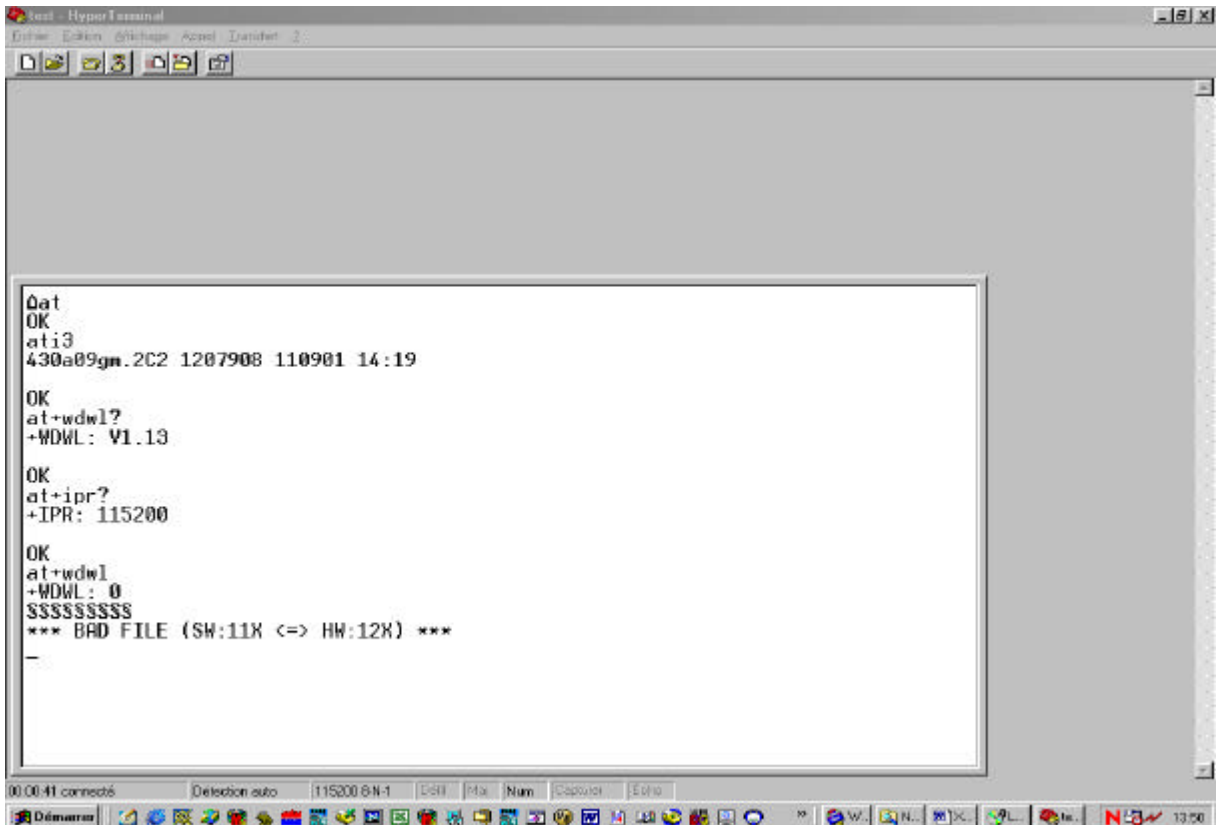 test - HyperTerminal
Fichier Edition Affichage Appel Transfert ?
at
OK
ati3
430a09gm.2C2 1207908 110901 14:19
OK
at+wdwl?
+WDWL: V1.13
OK
at+ipr?
+IPR: 115200
OK
at+wdwl
+WDWL: 0
§§§§§§§§§
*** BAD FILE (SW:11X <=> HW:12X) ***
_
00:00:41 connecté Détection auto 115200 8-N-1 Défil Maj Num Capturer Écho
Démarrer W... N... X... L... te... 13:50